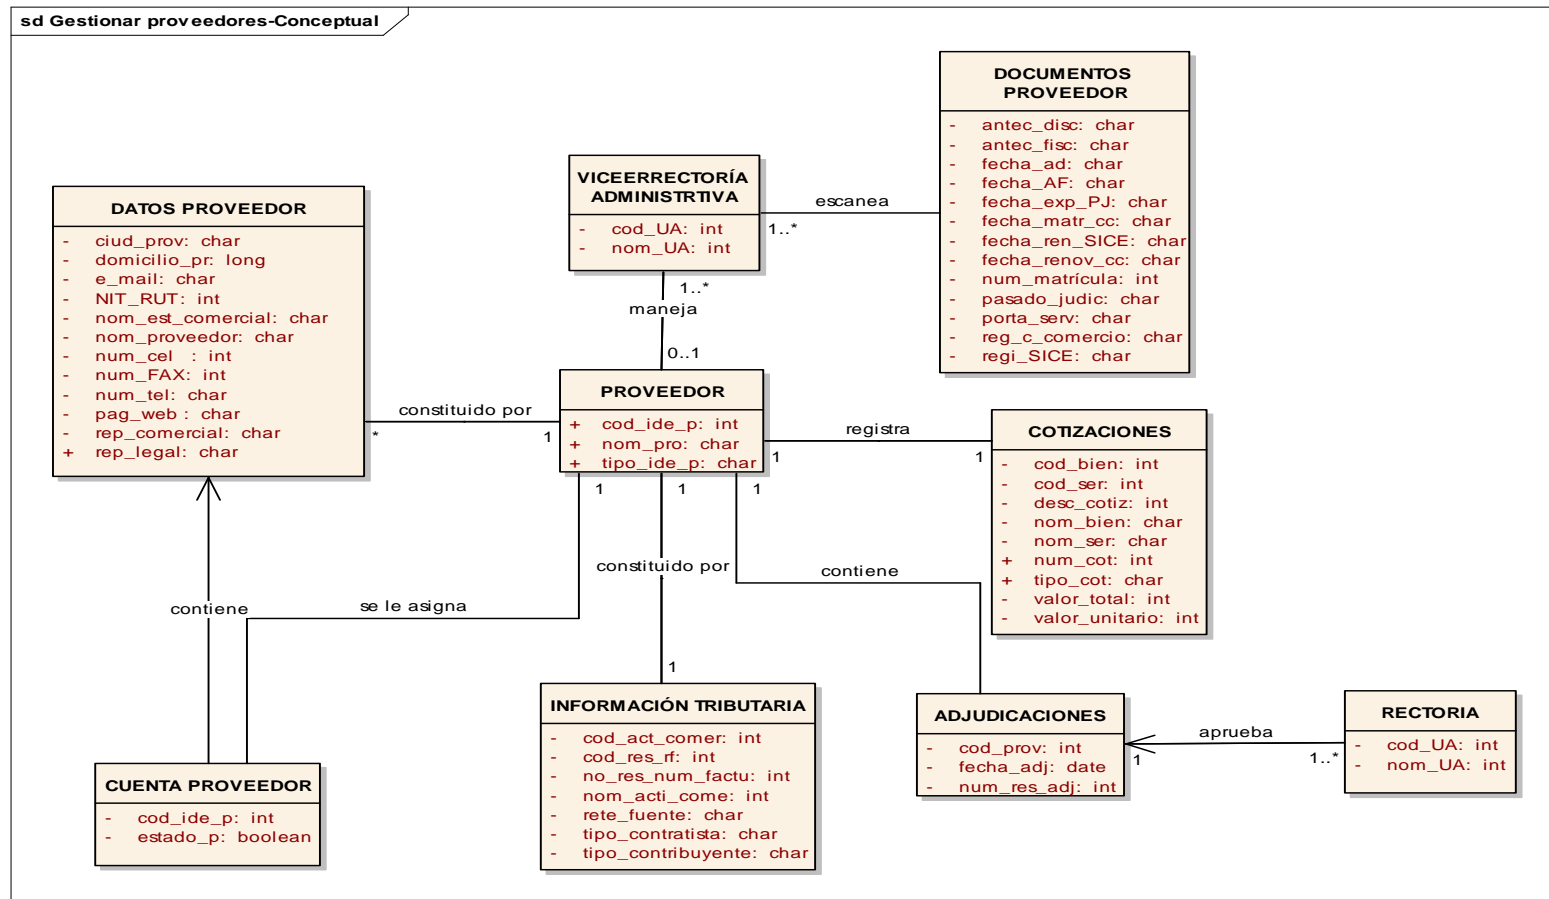 sd Gestionar proveedores-Conceptual
DOCUMENTOS
PROVEEDOR
- antec_disc: char
- antec_fisc: char
- fecha_ad: char
- fecha_AF: char
- fecha_exp_PJ: char
- fecha_matr_cc: char
- fecha_ren_SICE: char
- fecha_renov_cc: char
- num_matrícula: int
- pasado_judic: char
- porta_serv: char
- reg_c_comercio: char
- regi_SICE: char
VICEERRECTORÍA
ADMINISTRTIVA
- cod_UA: int
- nom_UA: int
escanea
1..*
DATOS PROVEEDOR
- ciud_prov: char
- domicilio_pr: long
- e_mail: char
- NIT_RUT: int
- nom_est_comercial: char
- nom_proveedor: char
- num_cel : int
- num_FAX: int
- num_tel: char
- pag_web : char
- rep_comercial: char
+ rep_legal: char
1..*
maneja
0..1
PROVEEDOR
+ cod_ide_p: int
+ nom_pro: char
+ tipo_ide_p: char
constituido por
*
1
registra
1
1
COTIZACIONES
- cod_bien: int
- cod_ser: int
- desc_cotiz: int
- nom_bien: char
- nom_ser: char
+ num_cot: int
+ tipo_cot: char
- valor_total: int
- valor_unitario: int
1
1
1
constituido por
contiene
contiene
se le asigna
1
INFORMACIÓN TRIBUTARIA
- cod_act_comer: int
- cod_res_rf: int
- no_res_num_factu: int
- nom_acti_come: int
- rete_fuente: char
- tipo_contratista: char
- tipo_contribuyente: char
ADJUDICACIONES
- cod_prov: int
- fecha_adj: date
- num_res_adj: int
aprueba
1
1..*
RECTORIA
- cod_UA: int
- nom_UA: int
CUENTA PROVEEDOR
- cod_ide_p: int
- estado_p: boolean